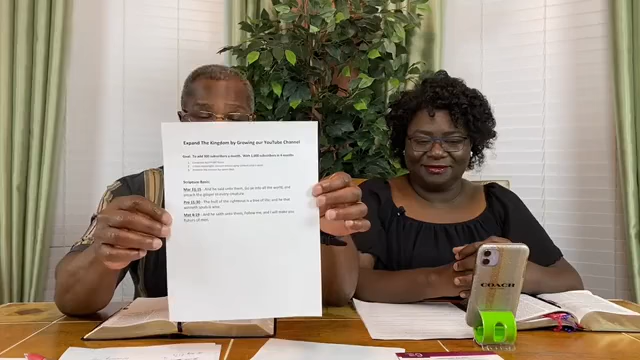 Expand The Kingdom by Growing our YouTube Channel
Goal: To add 500 subscribers a month, With 2,000 subscribers in 4 months
Scripture Basis:
Mar 16:15 - And he said unto them, Go ye into all the world, and
preach the gospel to every creature.
Pro 11:30 - The fruit of the righteous is a tree of life; and he that
winneth souls is wise.
Mat 4:19 - And he saith unto them, Follow me, and I will make you
fishers of men.
COACH